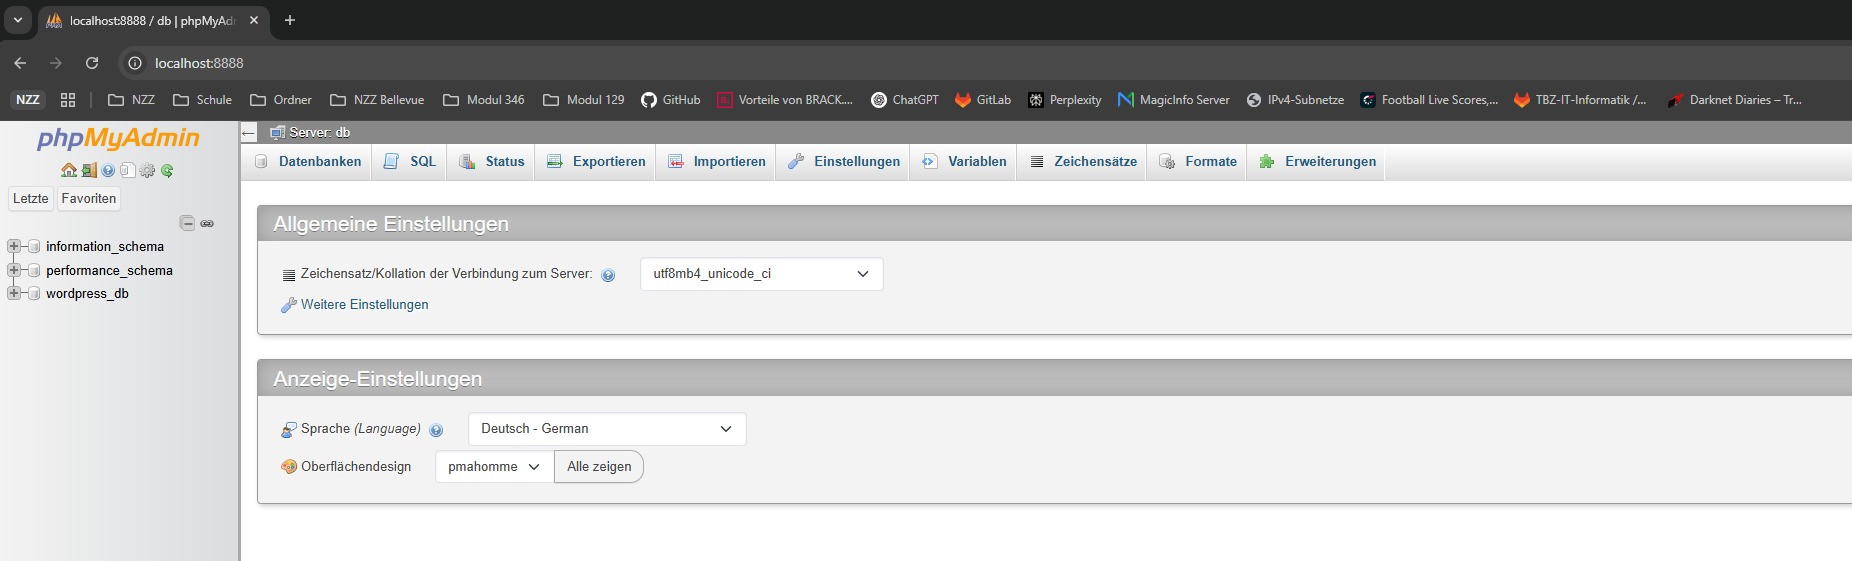 localhost:8888 / db | phpMyAdr
localhost:8888
NZZ NZZ Schule Ordner NZZ Bellevue Modul 346 Modul 129 GitHub Vorteile von BRACK.... ChatGPT GitLab Perplexity MagicInfo Server IPv4-Subnetze Football Live Scores,... TBZ-IT-Informatik /... Darknet Diaries – Tr...
phpMyAdmin
Letzte Favoriten
information_schema
performance_schema
wordpress_db
Server: db
Datenbanken SQL Status Exportieren Importieren Einstellungen Variablen Zeichensätze Formate Erweiterungen
Allgemeine Einstellungen
Zeichensatz/Kollation der Verbindung zum Server: utf8mb4_unicode_ci
Weitere Einstellungen
Anzeige-Einstellungen
Sprache (Language) Deutsch - German
Oberflächendesign pmahomme Alle zeigen